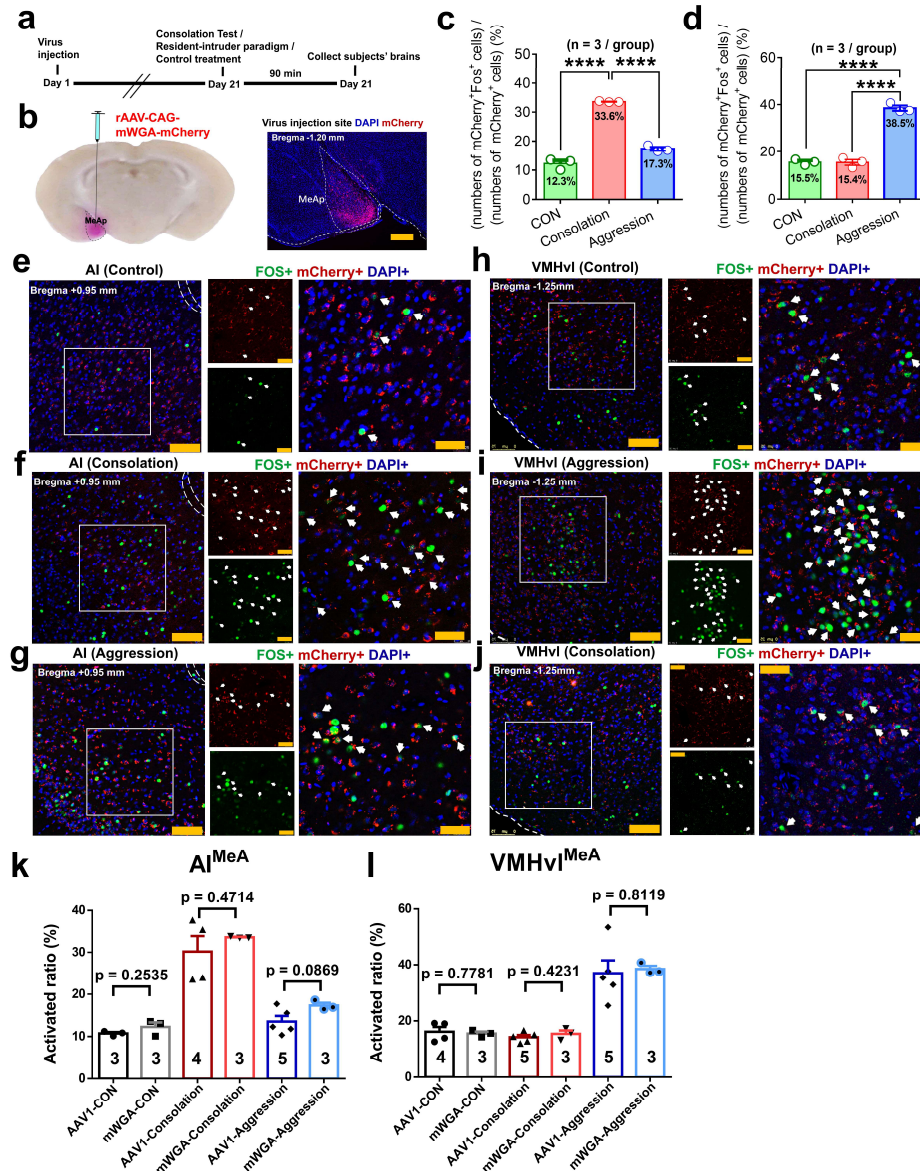 a
Virus
injection
Day 1
Consolation Test /
Resident-intruder paradigm /
Control treatment
Day 21
90 min
Collect subjects' brains
Day 21
b
rAAV-CAG-
mWGA-mCherry
MeAp
Virus injection site DAPI mCherry
Bregma -1.20 mm
MeAp
c
(numbers of mCherry+Fos+ cells) /
(numbers of mCherry+ cells) (%)
(n = 3 / group)
**** ****
50
40
30
20
10
0
12.3%
33.6%
17.3%
CON
Consolation
Aggression
d
(numbers of mCherry+Fos+ cells) /
(numbers of mCherry+ cells) (%)
(n = 3 / group)
****
****
60
40
20
0
15.5%
15.4%
38.5%
CON
Consolation
Aggression
e
AI (Control)
FOS+ mCherry+ DAPI+
Bregma +0.95 mm
h
VMHvl (Control)
FOS+ mCherry+ DAPI+
Bregma -1.25mm
f
AI (Consolation)
FOS+ mCherry+ DAPI+
Bregma +0.95 mm
i
VMHvl (Aggression)
FOS+ mCherry+ DAPI+
Bregma -1.25 mm
g
AI (Aggression)
FOS+ mCherry+ DAPI+
Bregma +0.95 mm
j
VMHvl (Consolation)
FOS+ mCherry+ DAPI+
Bregma -1.25mm
k
AI^MeA
Activated ratio (%)
40
30
20
10
0
p = 0.2535
p = 0.4714
p = 0.0869
3
3
4
3
5
3
AAV1-CON
mWGA-CON
AAV1-Consolation
mWGA-Consolation
AAV1-Aggression
mWGA-Aggression
l
VMHvl^MeA
Activated ratio (%)
60
40
20
0
p = 0.7781
p = 0.4231
p = 0.8119
4
3
5
3
5
3
AAV1-CON
mWGA-CON
AAV1-Consolation
mWGA-Consolation
AAV1-Aggression
mWGA-Aggression